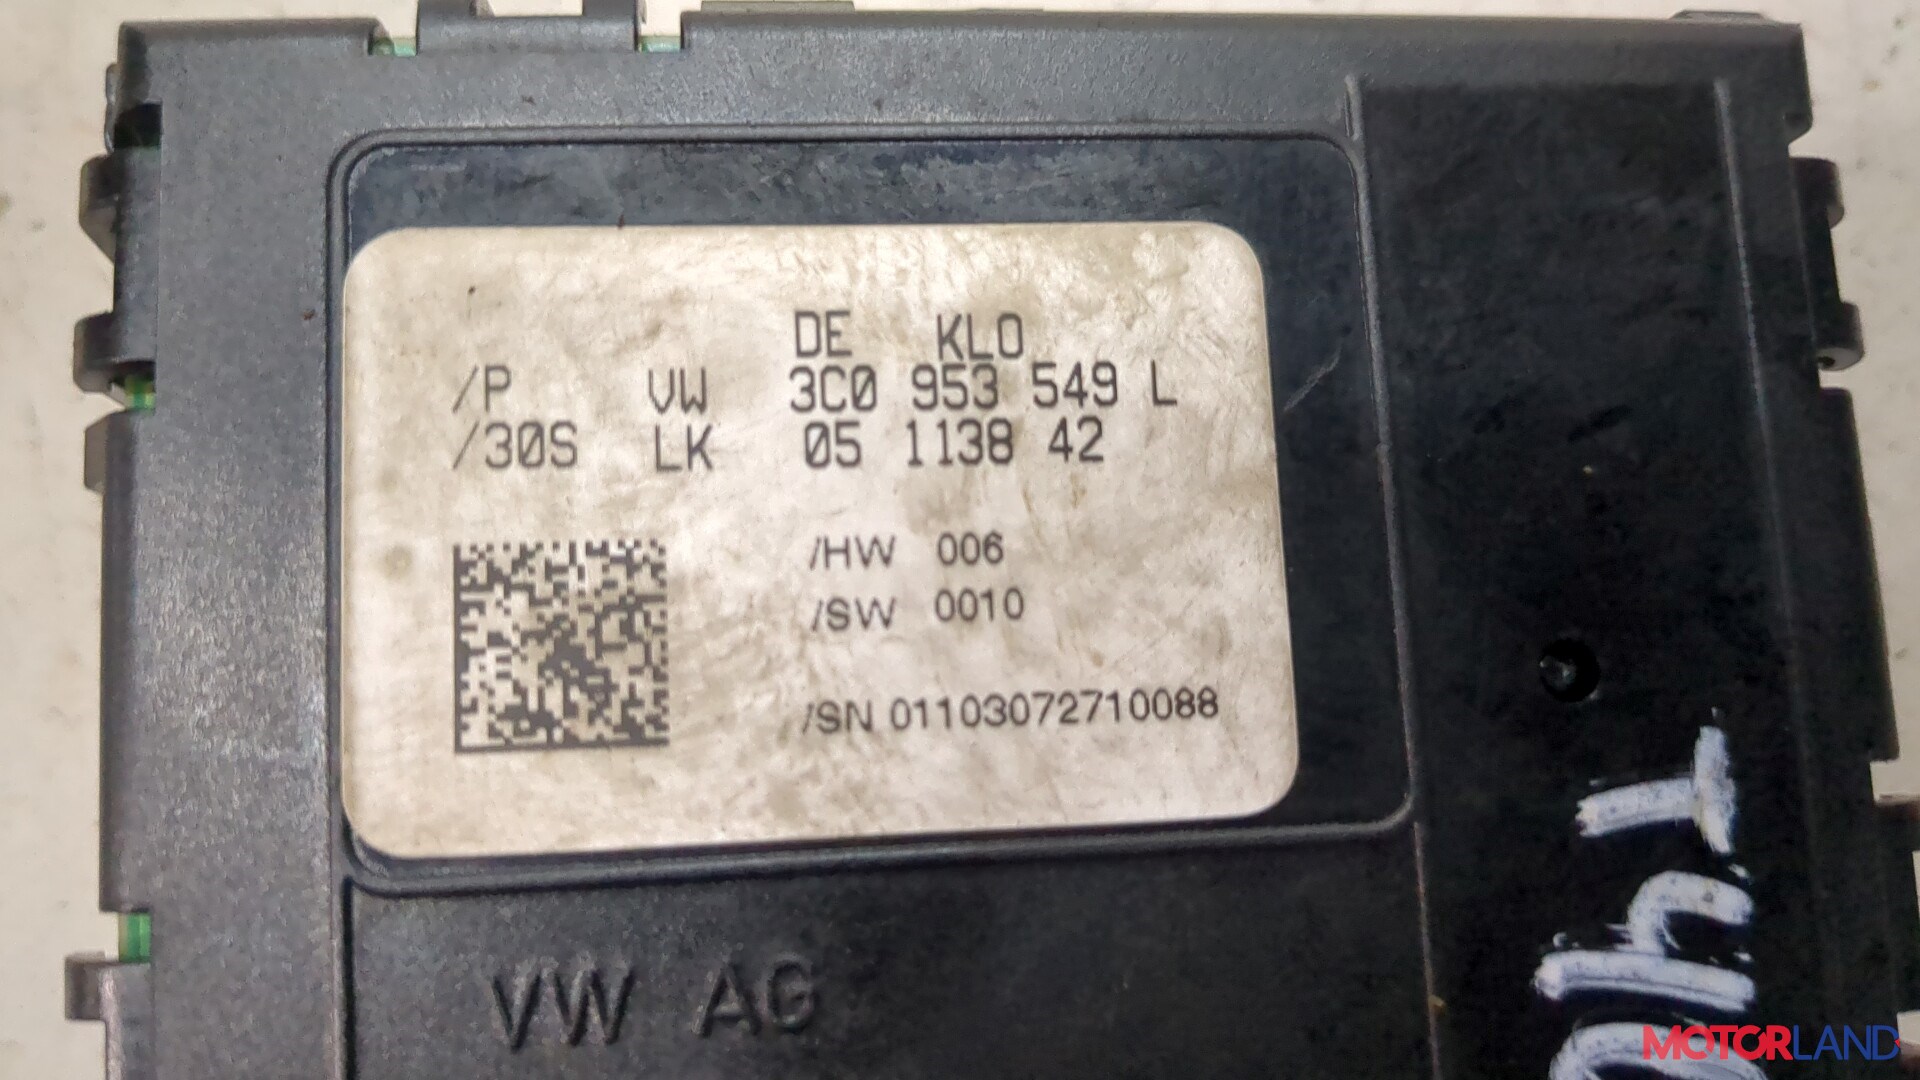 DE KLO
/P VW 3C0 953 549 L
/30S LK 05 1138 42
/HW 006
/SW 0010
/SN 01103072710088
VW AG
MOTORLAND